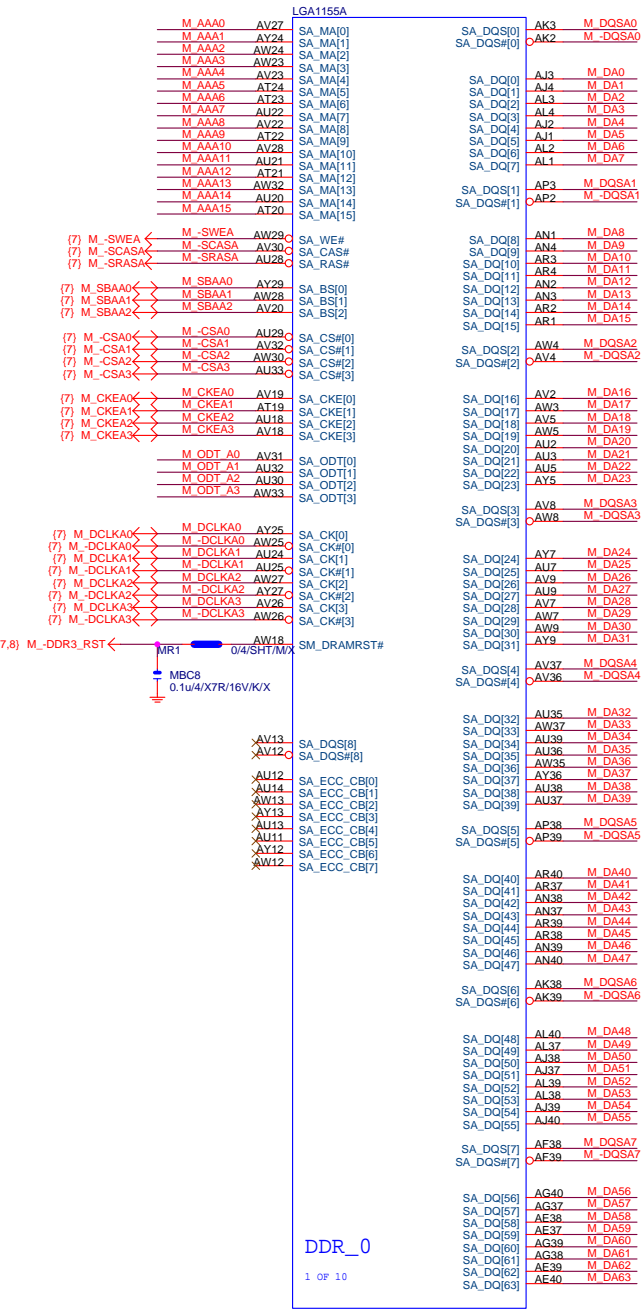 LGA1155A
M_AAA0 AV27 SA_MA[0]
M_AAA1 AY24 SA_MA[1]
M_AAA2 AW24 SA_MA[2]
M_AAA3 AW23 SA_MA[3]
M_AAA4 AV23 SA_MA[4]
M_AAA5 AT24 SA_MA[5]
M_AAA6 AT23 SA_MA[6]
M_AAA7 AU22 SA_MA[7]
M_AAA8 AV22 SA_MA[8]
M_AAA9 AT22 SA_MA[9]
M_AAA10 AV28 SA_MA[10]
M_AAA11 AU21 SA_MA[11]
M_AAA12 AT21 SA_MA[12]
M_AAA13 AW32 SA_MA[13]
M_AAA14 AU20 SA_MA[14]
M_AAA15 AT20 SA_MA[15]
{7} M_-SWEA M_-SWEA AW29 SA_WE#
{7} M_-SCASA M_-SCASA AV30 SA_CAS#
{7} M_-SRASA M_-SRASA AU28 SA_RAS#
{7} M_SBAA0 M_SBAA0 AY29 SA_BS[0]
{7} M_SBAA1 M_SBAA1 AW28 SA_BS[1]
{7} M_SBAA2 M_SBAA2 AV20 SA_BS[2]
{7} M_-CSA0 M_-CSA0 AU29 SA_CS#[0]
{7} M_-CSA1 M_-CSA1 AV32 SA_CS#[1]
{7} M_-CSA2 M_-CSA2 AW30 SA_CS#[2]
{7} M_-CSA3 M_-CSA3 AU33 SA_CS#[3]
{7} M_CKEA0 M_CKEA0 AV19 SA_CKE[0]
{7} M_CKEA1 M_CKEA1 AT19 SA_CKE[1]
{7} M_CKEA2 M_CKEA2 AU18 SA_CKE[2]
{7} M_CKEA3 M_CKEA3 AV18 SA_CKE[3]
M_ODT_A0 AV31 SA_ODT[0]
M_ODT_A1 AU32 SA_ODT[1]
M_ODT_A2 AU30 SA_ODT[2]
M_ODT_A3 AW33 SA_ODT[3]
{7} M_DCLKA0 M_DCLKA0 AY25 SA_CK[0]
{7} M_-DCLKA0 M_-DCLKA0 AW25 SA_CK#[0]
{7} M_DCLKA1 M_DCLKA1 AU24 SA_CK[1]
{7} M_-DCLKA1 M_-DCLKA1 AU25 SA_CK#[1]
{7} M_DCLKA2 M_DCLKA2 AW27 SA_CK[2]
{7} M_-DCLKA2 M_-DCLKA2 AY27 SA_CK#[2]
{7} M_DCLKA3 M_DCLKA3 AV26 SA_CK[3]
{7} M_-DCLKA3 M_-DCLKA3 AW26 SA_CK#[3]
7,8} M_-DDR3_RST MR1 0/4/SHT/M/X AW18 SM_DRAMRST#
MBC8
0.1u/4/X7R/16V/K/X
AV13 SA_DQS[8]
AV12 SA_DQS#[8]
AU12 SA_ECC_CB[0]
AU14 SA_ECC_CB[1]
AW13 SA_ECC_CB[2]
AY13 SA_ECC_CB[3]
AU13 SA_ECC_CB[4]
AU11 SA_ECC_CB[5]
AY12 SA_ECC_CB[6]
AW12 SA_ECC_CB[7]
SA_DQS[0] AK3 M_DQSA0
SA_DQS#[0] AK2 M_-DQSA0
SA_DQ[0] AJ3 M_DA0
SA_DQ[1] AJ4 M_DA1
SA_DQ[2] AL3 M_DA2
SA_DQ[3] AL4 M_DA3
SA_DQ[4] AJ2 M_DA4
SA_DQ[5] AJ1 M_DA5
SA_DQ[6] AL2 M_DA6
SA_DQ[7] AL1 M_DA7
SA_DQS[1] AP3 M_DQSA1
SA_DQS#[1] AP2 M_-DQSA1
SA_DQ[8] AN1 M_DA8
SA_DQ[9] AN4 M_DA9
SA_DQ[10] AR3 M_DA10
SA_DQ[11] AR4 M_DA11
SA_DQ[12] AN2 M_DA12
SA_DQ[13] AN3 M_DA13
SA_DQ[14] AR2 M_DA14
SA_DQ[15] AR1 M_DA15
SA_DQS[2] AW4 M_DQSA2
SA_DQS#[2] AV4 M_-DQSA2
SA_DQ[16] AV2 M_DA16
SA_DQ[17] AW3 M_DA17
SA_DQ[18] AV5 M_DA18
SA_DQ[19] AW5 M_DA19
SA_DQ[20] AU2 M_DA20
SA_DQ[21] AU3 M_DA21
SA_DQ[22] AU5 M_DA22
SA_DQ[23] AY5 M_DA23
SA_DQS[3] AV8 M_DQSA3
SA_DQS#[3] AW8 M_-DQSA3
SA_DQ[24] AY7 M_DA24
SA_DQ[25] AU7 M_DA25
SA_DQ[26] AV9 M_DA26
SA_DQ[27] AU9 M_DA27
SA_DQ[28] AV7 M_DA28
SA_DQ[29] AW7 M_DA29
SA_DQ[30] AW9 M_DA30
SA_DQ[31] AY9 M_DA31
SA_DQS[4] AV37 M_DQSA4
SA_DQS#[4] AV36 M_-DQSA4
SA_DQ[32] AU35 M_DA32
SA_DQ[33] AW37 M_DA33
SA_DQ[34] AU39 M_DA34
SA_DQ[35] AU36 M_DA35
SA_DQ[36] AW35 M_DA36
SA_DQ[37] AY36 M_DA37
SA_DQ[38] AU38 M_DA38
SA_DQ[39] AU37 M_DA39
SA_DQS[5] AP38 M_DQSA5
SA_DQS#[5] AP39 M_-DQSA5
SA_DQ[40] AR40 M_DA40
SA_DQ[41] AR37 M_DA41
SA_DQ[42] AN38 M_DA42
SA_DQ[43] AN37 M_DA43
SA_DQ[44] AR39 M_DA44
SA_DQ[45] AR38 M_DA45
SA_DQ[46] AN39 M_DA46
SA_DQ[47] AN40 M_DA47
SA_DQS[6] AK38 M_DQSA6
SA_DQS#[6] AK39 M_-DQSA6
SA_DQ[48] AL40 M_DA48
SA_DQ[49] AL37 M_DA49
SA_DQ[50] AJ38 M_DA50
SA_DQ[51] AJ37 M_DA51
SA_DQ[52] AL39 M_DA52
SA_DQ[53] AL38 M_DA53
SA_DQ[54] AJ39 M_DA54
SA_DQ[55] AJ40 M_DA55
SA_DQS[7] AF38 M_DQSA7
SA_DQS#[7] AF39 M_-DQSA7
SA_DQ[56] AG40 M_DA56
SA_DQ[57] AG37 M_DA57
SA_DQ[58] AE38 M_DA58
SA_DQ[59] AE37 M_DA59
SA_DQ[60] AG39 M_DA60
SA_DQ[61] AG38 M_DA61
SA_DQ[62] AE39 M_DA62
SA_DQ[63] AE40 M_DA63
DDR_0
1 OF 10